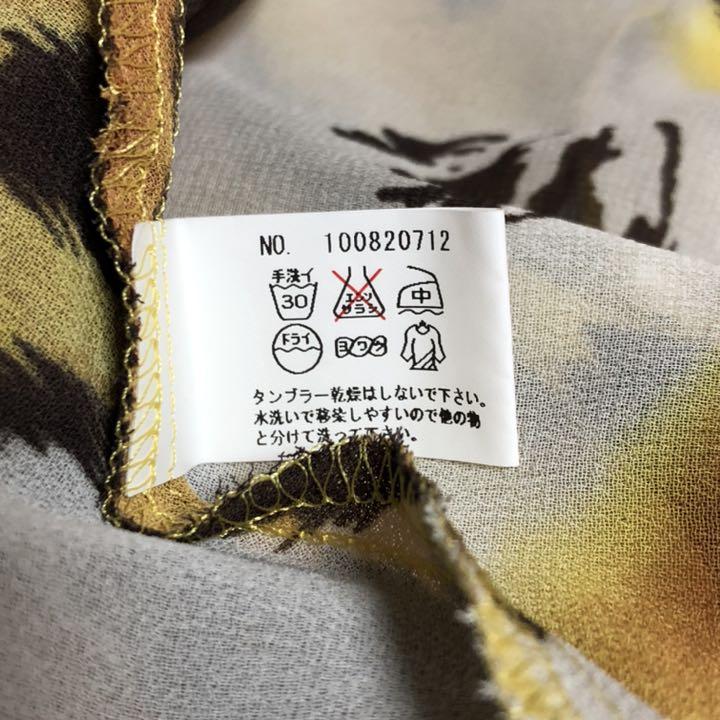 NO. 100820712
手洗イ
30
エンソ
サラシ
中
ドライ
ヨワク
タンブラー乾燥はしないで下さい。
水洗いで移染しやすいので他の物
と分けて洗って下さい。